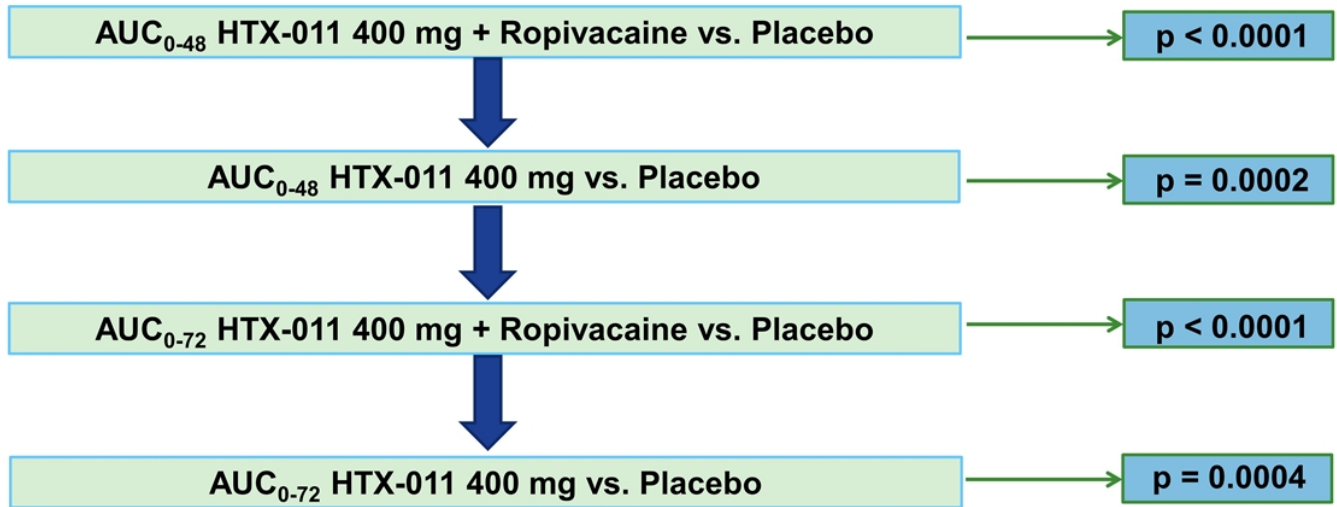 AUC0-48 HTX-011 400 mg + Ropivacaine vs. Placebo
p < 0.0001
AUC0-48 HTX-011 400 mg vs. Placebo
p = 0.0002
AUC0-72 HTX-011 400 mg + Ropivacaine vs. Placebo
p < 0.0001
AUC0-72 HTX-011 400 mg vs. Placebo
p = 0.0004